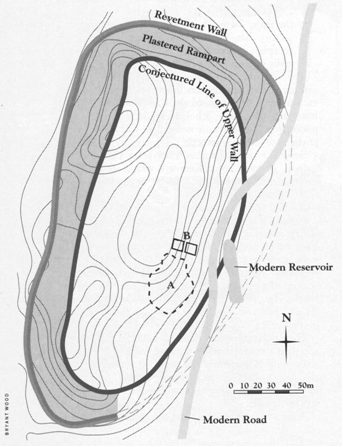 Revetment Wall
Plastered Rampart
Conjectured Line of Upper Wall
B
A
Modern Reservoir
N
0 10 20 30 40 50m
Modern Road
BRYANT WOOD